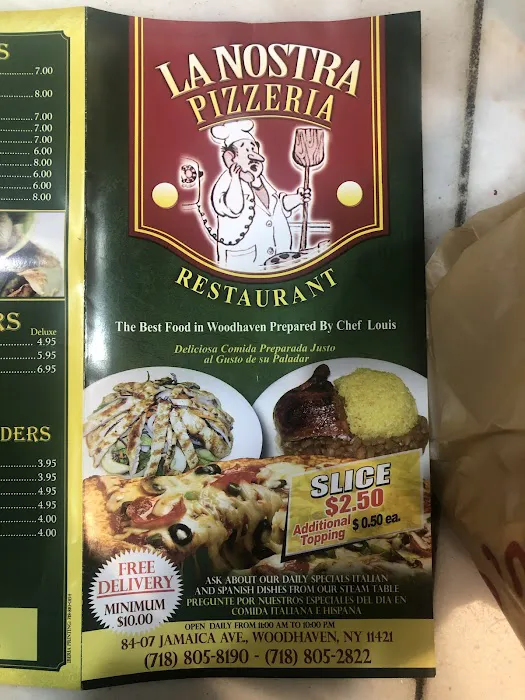 S
7.00
8.00
7.00
7.00
7.00
6.00
8.00
6.00
6.00
8.00
RS
Deluxe
4.95
5.95
6.95
DERS
3.95
3.95
4.95
4.95
4.00
4.00
LA NOSTRA
PIZZERIA
RESTAURANT
The Best Food in Woodhaven Prepared By Chef Louis
Deliciosa Comida Preparada Justo
al Gusto de su Paladar
SLICE
$2.50
Additional
Topping
$ 0.50 ea.
FREE
DELIVERY
MINIMUM
$10.00
ASK ABOUT OUR DAILY SPECIALS ITALIAN
AND SPANISH DISHES FROM OUR STEAM TABLE
PREGUNTE POR NUESTROS ESPECIALES DEL DIA EN
COMIDA ITALIANA E HISPANA
OPEN DAILY FROM 11:00 AM TO 10:00 PM
84-07 JAMAICA AVE., WOODHAVEN, NY 11421
(718) 805-8190 - (718) 805-2822